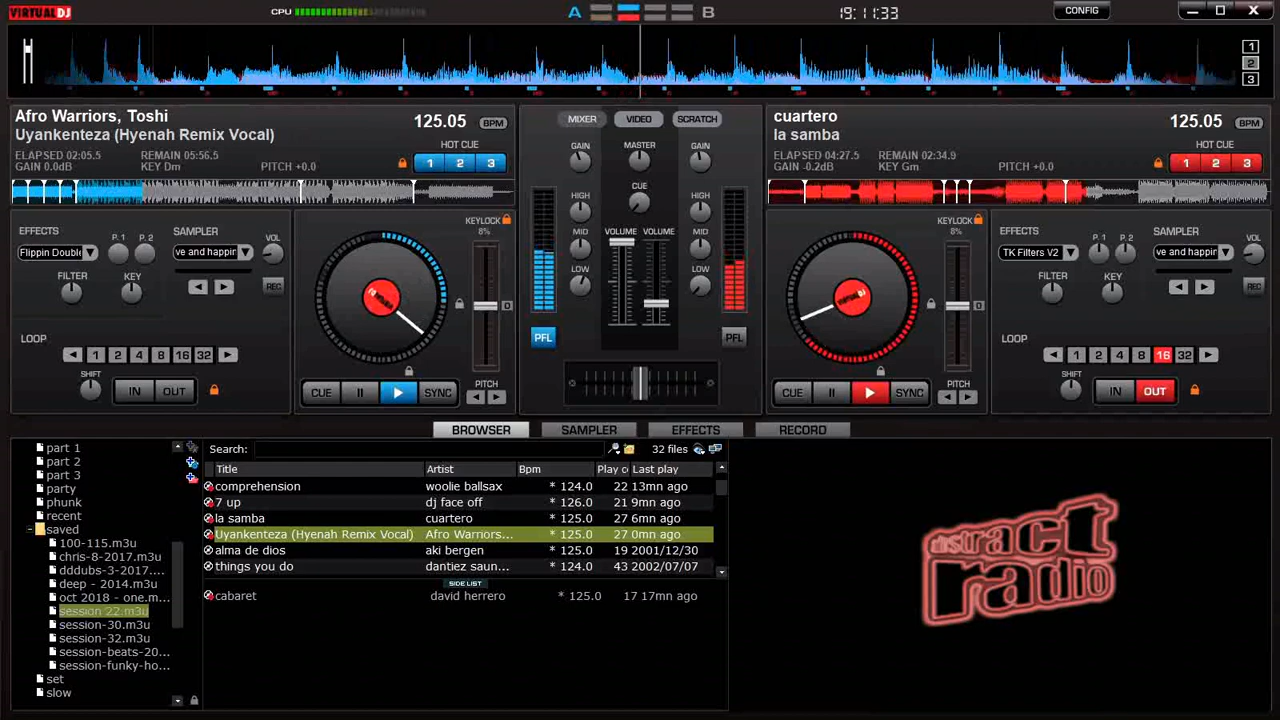 VIRTUAL DJ
CPU
A
B
19:11:33
CONFIG
1
2
3
Afro Warriors, Toshi
Uyankenteza (Hyenah Remix Vocal)
125.05 BPM
ELAPSED 02:05.5 REMAIN 05:56.5
GAIN 0.0dB KEY Dm PITCH +0.0
HOT CUE
1 2 3
MIXER VIDEO SCRATCH
cuartero
la samba
125.05 BPM
ELAPSED 04:27.5 REMAIN 02:34.9
GAIN -0.2dB KEY Gm PITCH +0.0
HOT CUE
1 2 3
EFFECTS P.1 P.2
Flippin Double
SAMPLER VOL
ve and happin
FILTER KEY REC
LOOP
1 2 4 8 16 32
SHIFT IN OUT
KEYLOCK
8%
CUE SYNC PITCH
GAIN MASTER GAIN
HIGH CUE HIGH
MID VOLUME VOLUME MID
LOW LOW
PFL PFL
KEYLOCK
8%
CUE SYNC PITCH
EFFECTS P.1 P.2
TK Filters V2
SAMPLER VOL
ve and happin
FILTER KEY REC
LOOP
1 2 4 8 16 32
SHIFT IN OUT
BROWSER SAMPLER EFFECTS RECORD
part 1
part 2
part 3
party
phunk
recent
saved
100-115.m3u
chris-8-2017.m3u
dddubs-3-2017....
deep - 2014.m3u
oct 2018 - one.m...
session 22.m3u
session-30.m3u
session-32.m3u
session-beats-20...
session-funky-ho...
set
slow
Search: 32 files
Title Artist Bpm Play c Last play
comprehension woolie ballsax * 124.0 22 13mn ago
7 up dj face off * 126.0 21 9mn ago
la samba cuartero * 125.0 27 6mn ago
Uyankenteza (Hyenah Remix Vocal) Afro Warriors... * 125.0 27 0mn ago
alma de dios aki bergen * 125.0 19 2001/12/30
things you do dantiez saun... * 124.0 43 2002/07/07
SIDE LIST
cabaret david herrero * 125.0 17 17mn ago
distract
radio